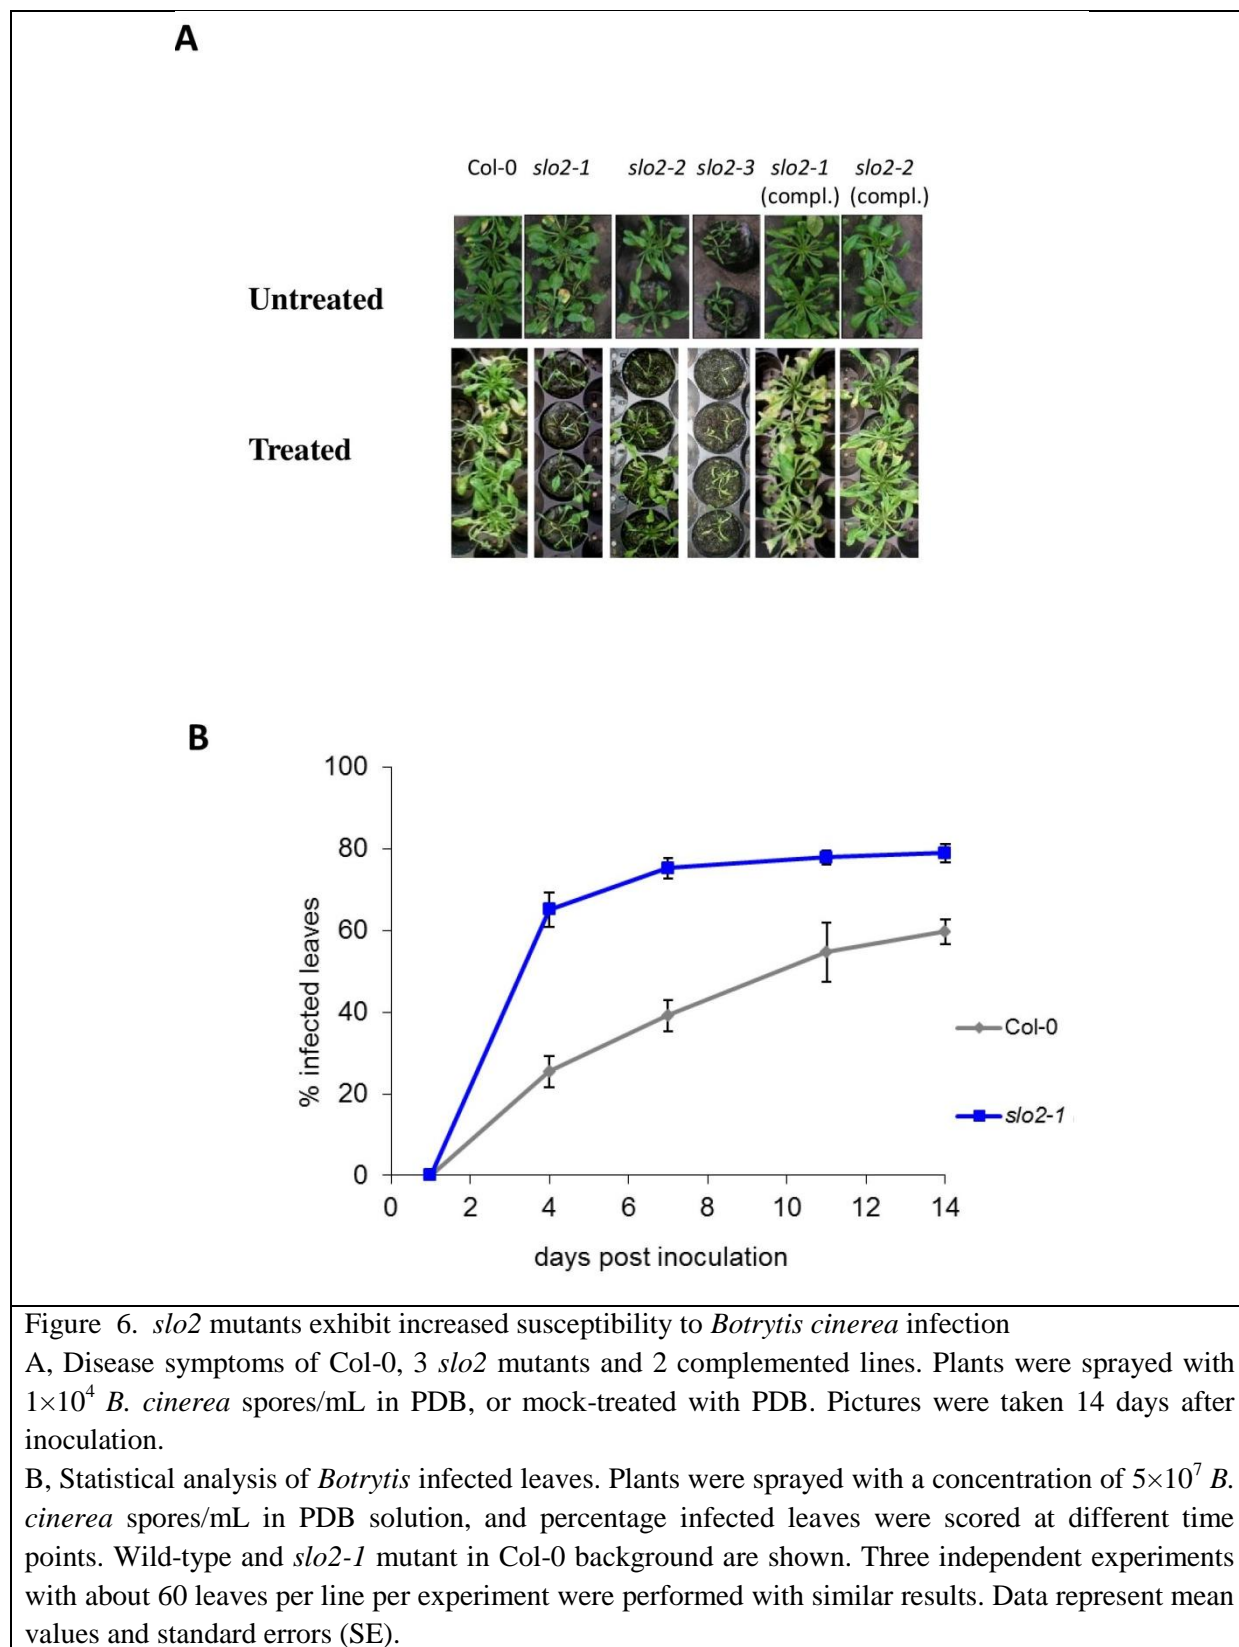 A
Col-0 slo2-1 slo2-2 slo2-3 slo2-1 slo2-2
(compl.) (compl.)
Untreated
Treated
B
100
80
60
40
20
0
% infected leaves
0 2 4 6 8 10 12 14
days post inoculation
Col-0
slo2-1
Figure 6. slo2 mutants exhibit increased susceptibility to Botrytis cinerea infection
A, Disease symptoms of Col-0, 3 slo2 mutants and 2 complemented lines. Plants were sprayed with
1×10⁴ B. cinerea spores/mL in PDB, or mock-treated with PDB. Pictures were taken 14 days after
inoculation.
B, Statistical analysis of Botrytis infected leaves. Plants were sprayed with a concentration of 5×10⁷ B.
cinerea spores/mL in PDB solution, and percentage infected leaves were scored at different time
points. Wild-type and slo2-1 mutant in Col-0 background are shown. Three independent experiments
with about 60 leaves per line per experiment were performed with similar results. Data represent mean
values and standard errors (SE).